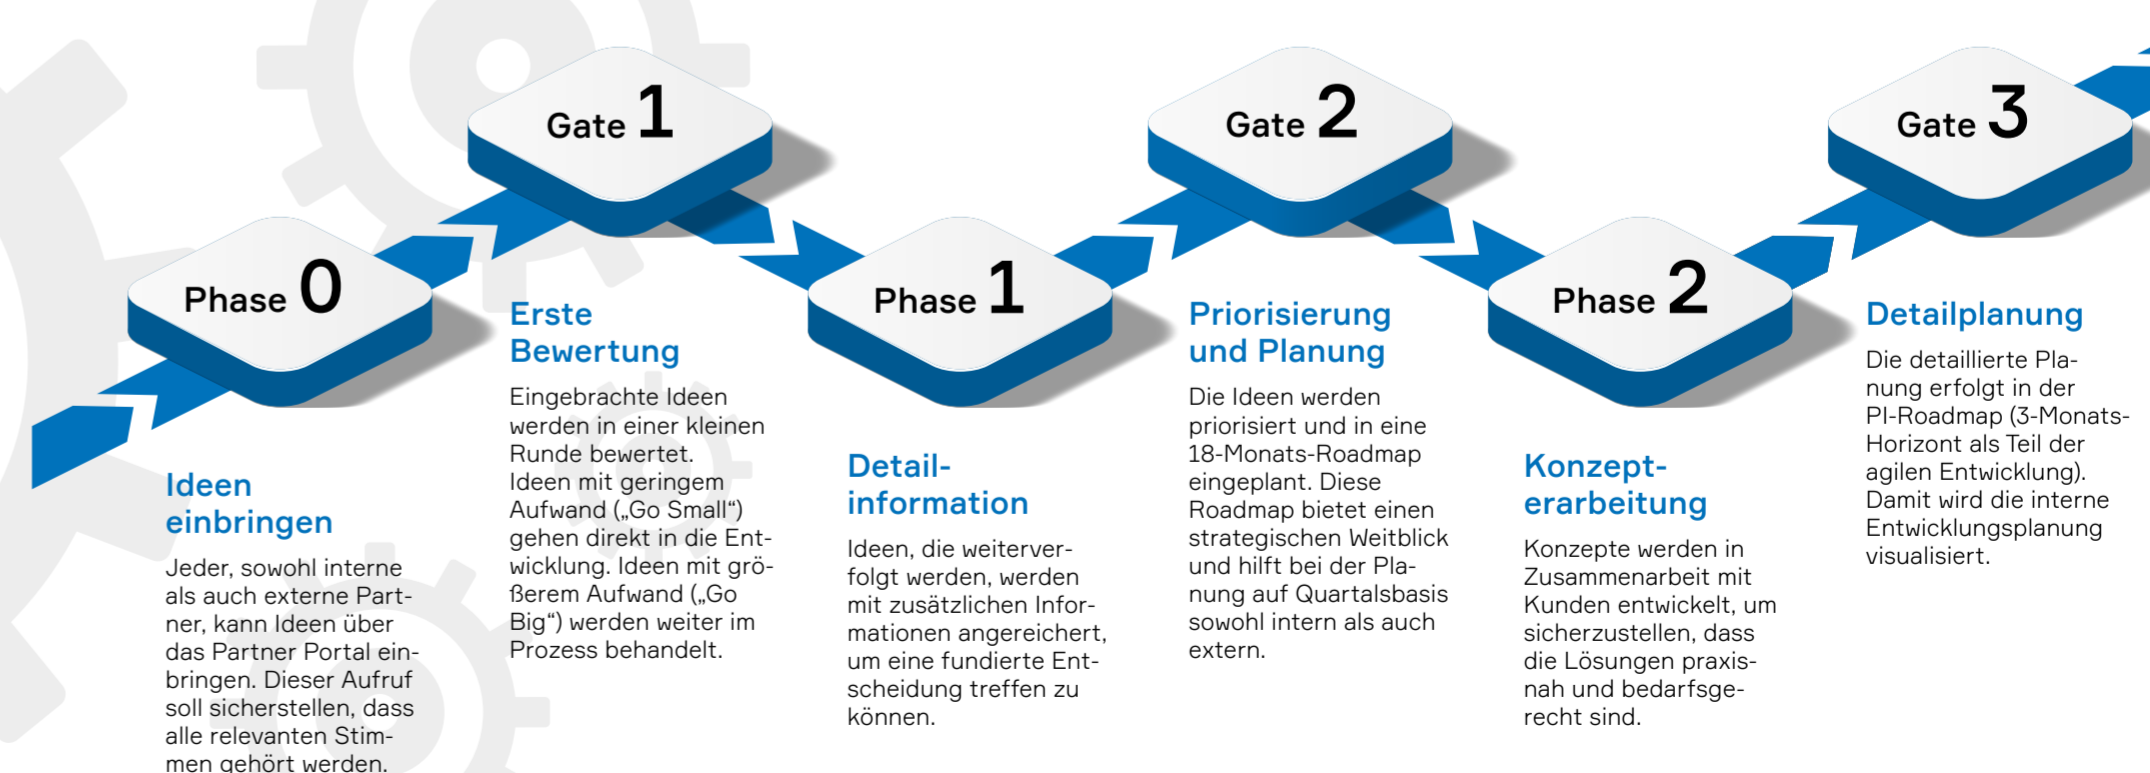 Phase 0
Ideen
einbringen
Jeder, sowohl interne
als auch externe Part-
ner, kann Ideen über
das Partner Portal ein-
bringen. Dieser Aufruf
soll sicherstellen, dass
alle relevanten Stim-
men gehört werden.
Gate 1
Erste
Bewertung
Eingebrachte Ideen
werden in einer kleinen
Runde bewertet.
Ideen mit geringem
Aufwand („Go Small“)
gehen direkt in die Ent-
wicklung. Ideen mit grö-
ßerem Aufwand („Go
Big“) werden weiter im
Prozess behandelt.
Phase 1
Detail-
information
Ideen, die weiterver-
folgt werden, werden
mit zusätzlichen Infor-
mationen angereichert,
um eine fundierte Ent-
scheidung treffen zu
können.
Gate 2
Priorisierung
und Planung
Die Ideen werden
priorisiert und in eine
18-Monats-Roadmap
eingeplant. Diese
Roadmap bietet einen
strategischen Weitblick
und hilft bei der Pla-
nung auf Quartalsbasis
sowohl intern als auch
extern.
Phase 2
Konzept-
erarbeitung
Konzepte werden in
Zusammenarbeit mit
Kunden entwickelt, um
sicherzustellen, dass
die Lösungen praxis-
nah und bedarfsge-
recht sind.
Gate 3
Detailplanung
Die detaillierte Pla-
nung erfolgt in der
PI-Roadmap (3-Monats-
Horizont als Teil der
agilen Entwicklung).
Damit wird die interne
Entwicklungsplanung
visualisiert.